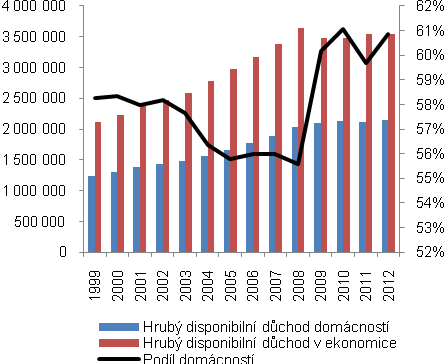 4 000 000
3 500 000
3 000 000
2 500 000
2 000 000
1 500 000
1 000 000
500 000
0
62%
61%
60%
59%
58%
57%
56%
55%
54%
53%
52%
1999
2000
2001
2002
2003
2004
2005
2006
2007
2008
2009
2010
2011
2012
Hrubý disponibilní důchod domácností
Hrubý disponibilní důchod v ekonomice
Podíl domácností